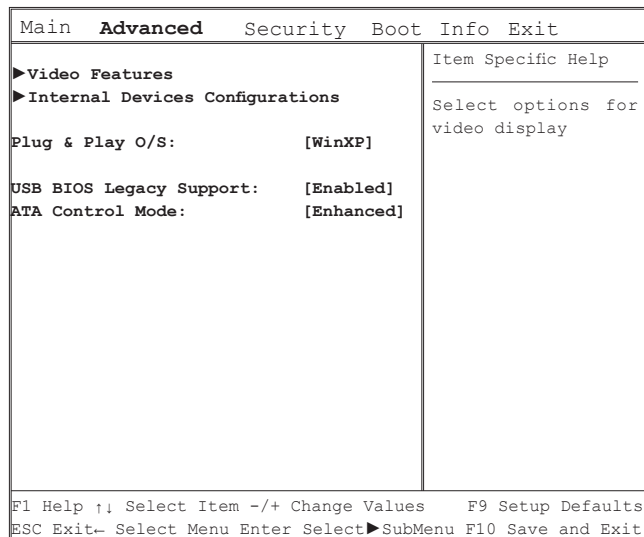 Main Advanced Security Boot Info Exit
►Video Features
►Internal Devices Configurations
Plug & Play O/S: [WinXP]
USB BIOS Legacy Support: [Enabled]
ATA Control Mode: [Enhanced]
Item Specific Help
Select options for
video display
F1 Help ↑↓ Select Item -/+ Change Values F9 Setup Defaults
ESC Exit← Select Menu Enter Select►SubMenu F10 Save and Exit